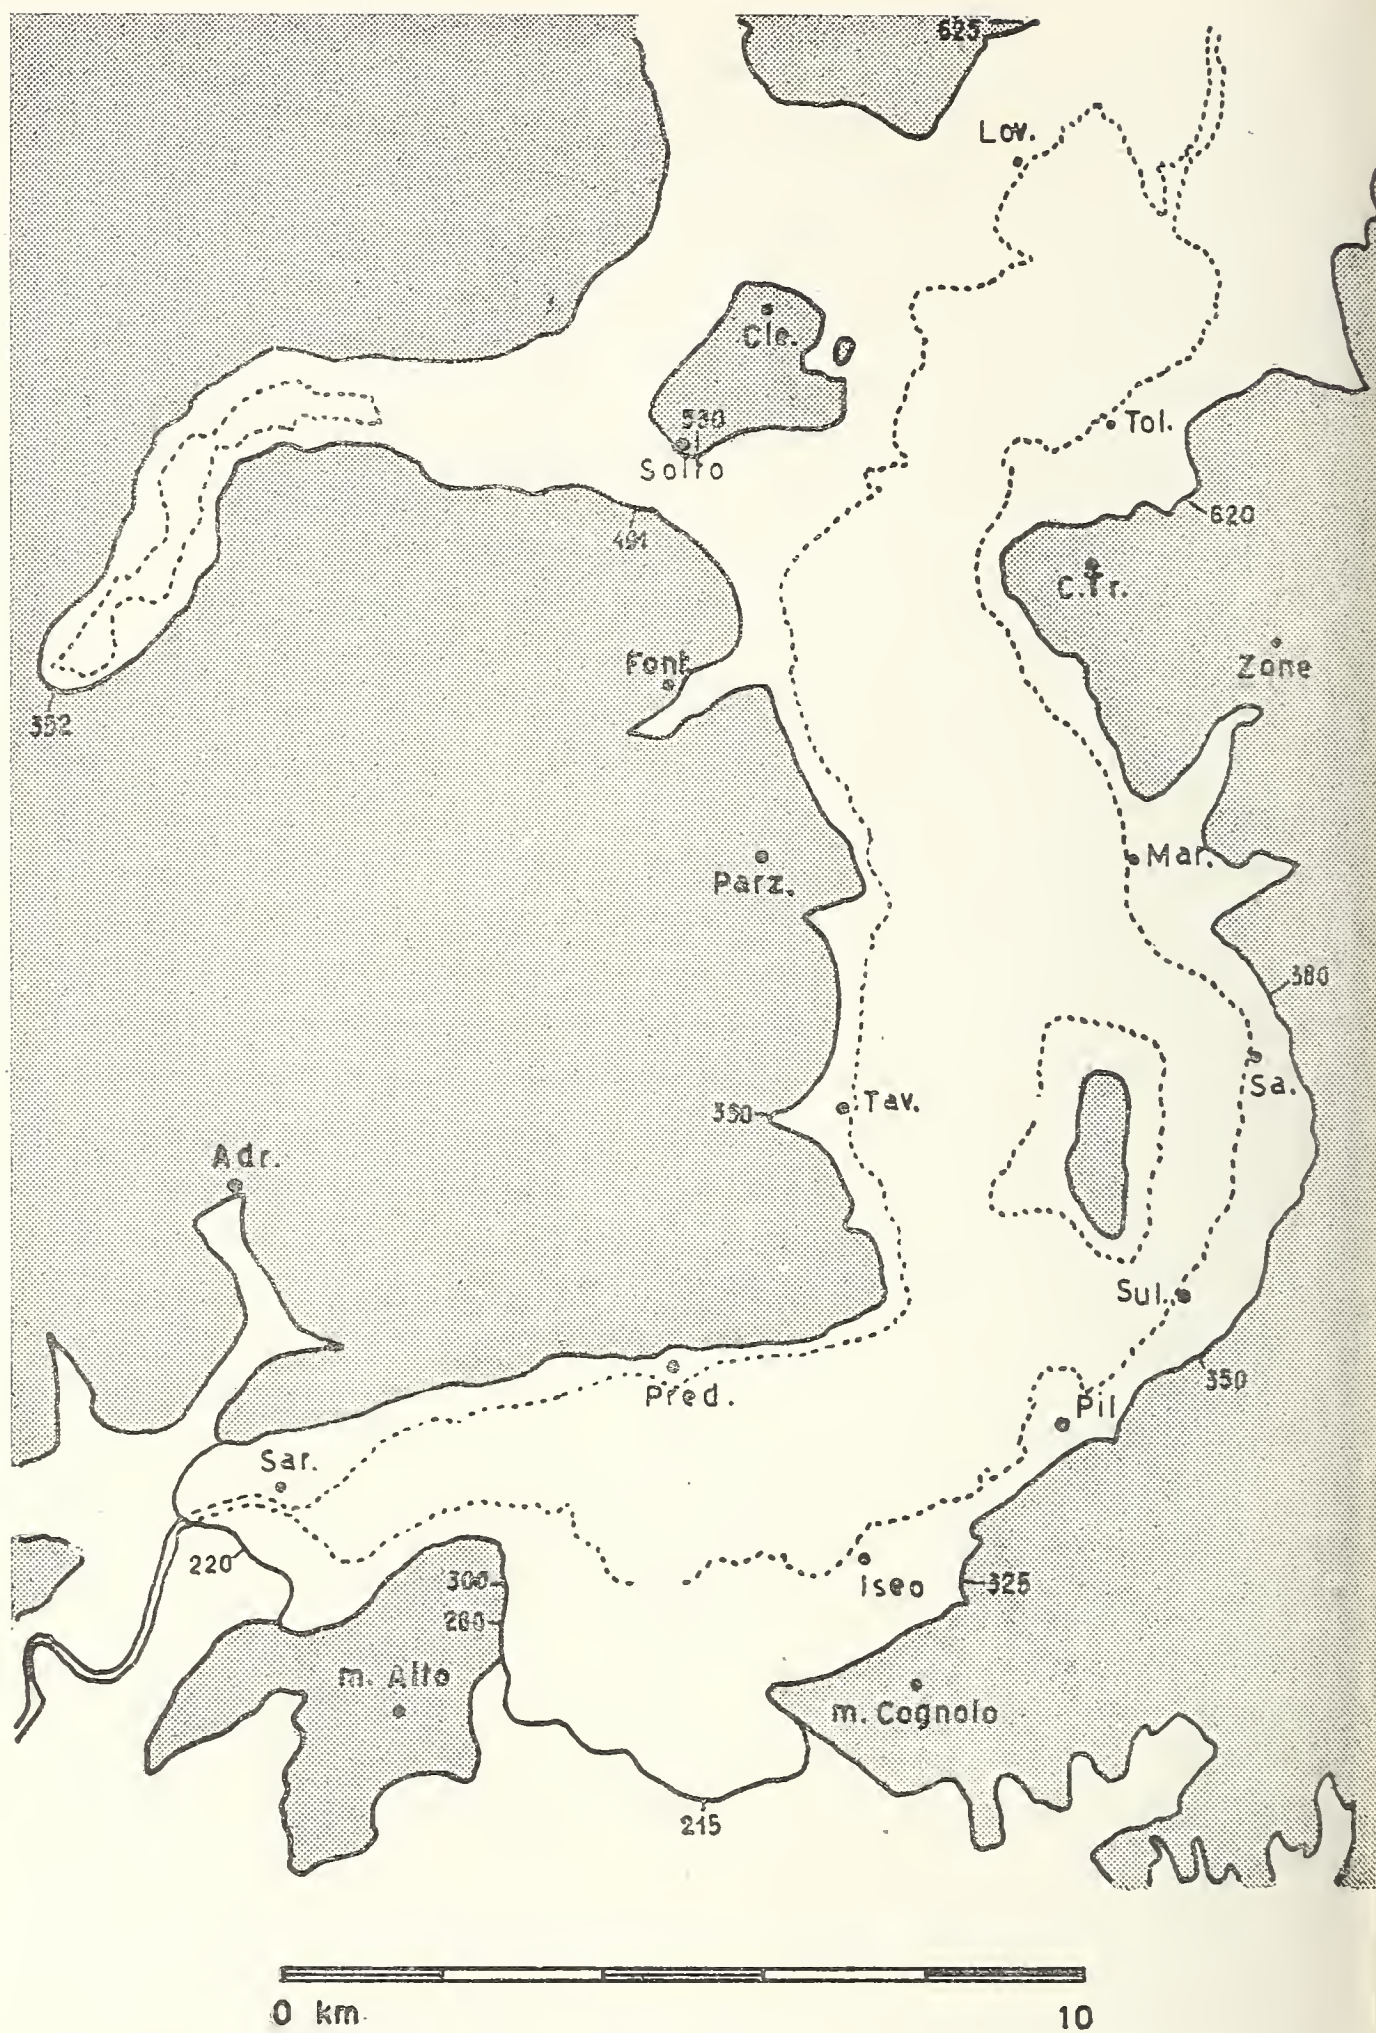 625
Lov.
Cle.
530
Solto
Tol.
620
491
C.Tr.
Font.
Zone
392
Mar.
Parz.
380
Sa.
350
Tav.
Adr.
Sul.
350
Pred.
Pil
Sar.
220
300
Iseo
325
280
m. Alto
m. Cognolo
215
0 km
10